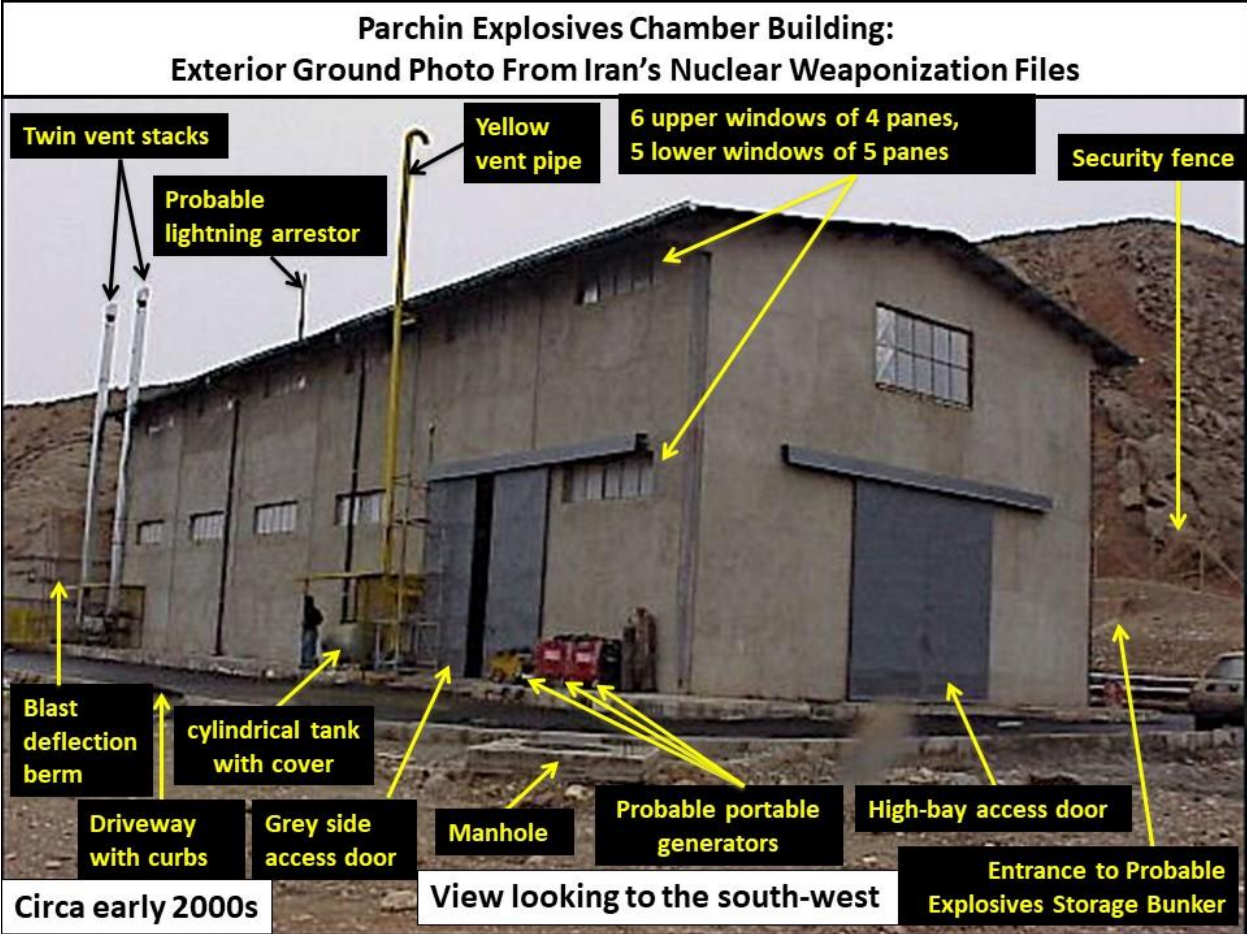 Parchin Explosives Chamber Building:
Exterior Ground Photo From Iran's Nuclear Weaponization Files
Twin vent stacks
Probable
lightning arrestor
Yellow
vent pipe
6 upper windows of 4 panes,
5 lower windows of 5 panes
Security fence
Blast
deflection
berm
cylindrical tank
with cover
Driveway
with curbs
Grey side
access door
Manhole
Probable portable
generators
High-bay access door
Entrance to Probable
Explosives Storage Bunker
Circa early 2000s
View looking to the south-west